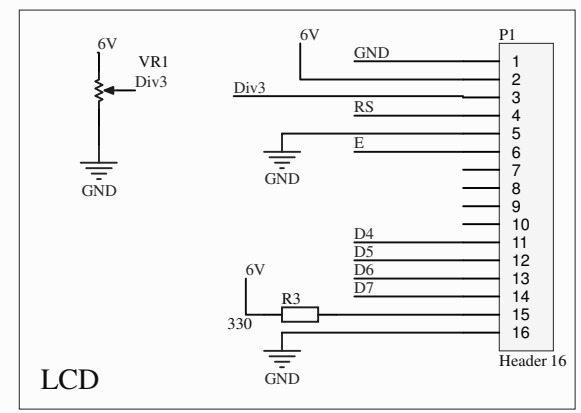 6V
VR1
Div3
GND
P1
6V
GND
1
2
Div3
3
RS
4
5
E
6
GND
7
8
9
10
D4
11
D5
12
D6
13
D7
14
6V
R3
330
15
16
GND
Header 16
LCD